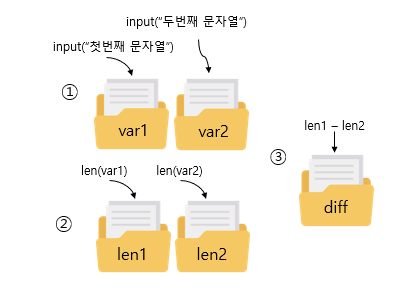 input("두번째 문자열")
input("첫번째 문자열")
①
var1
var2
len(var1)
len(var2)
②
len1
len2
③
len1 – len2
diff